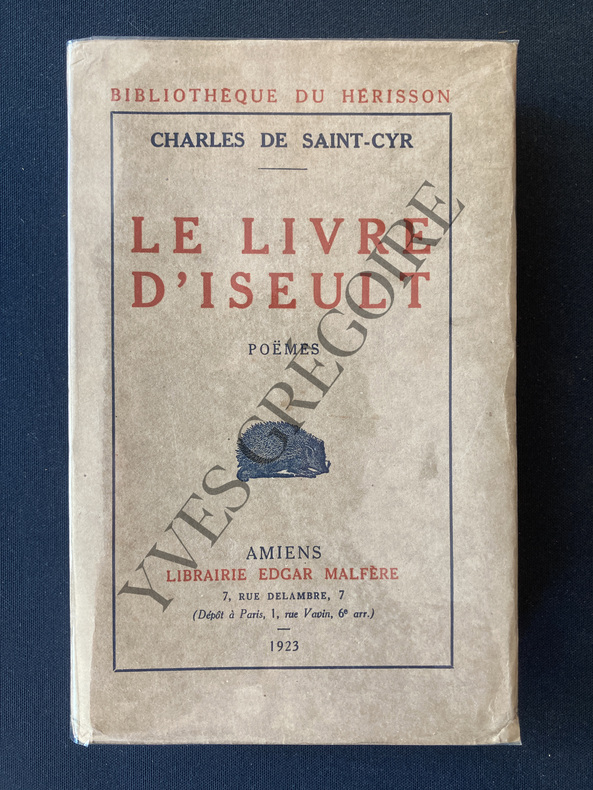 BIBLIOTHÈQUE DU HÉRISSON
CHARLES DE SAINT-CYR
LE LIVRE
D'ISEULT
POËMES
AMIENS
LIBRAIRIE EDGAR MALFÈRE
7, RUE DELAMBRE, 7
(Dépôt à Paris, 1, rue Vavin, 6e arr.)
1923
YVES GRÉGOIRE